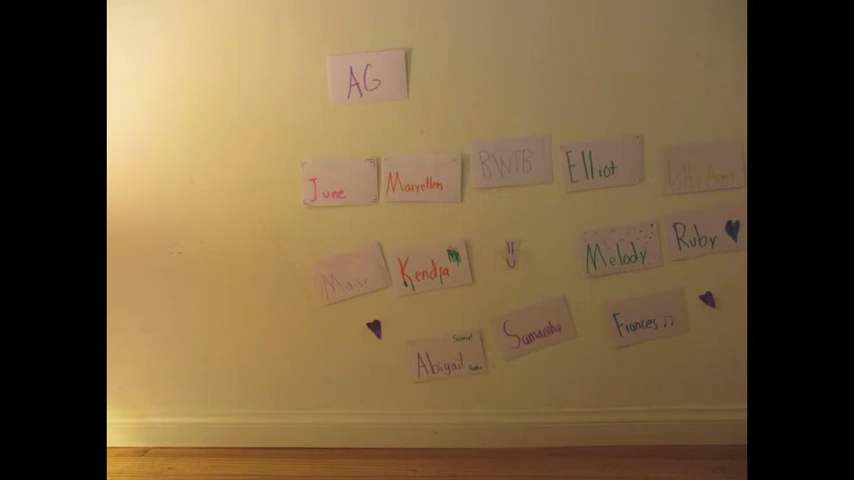 AG
June
Maryellen
RWTB
Elliot
Kendra
Melody
Ruby
Abigail
Samantha
Frances